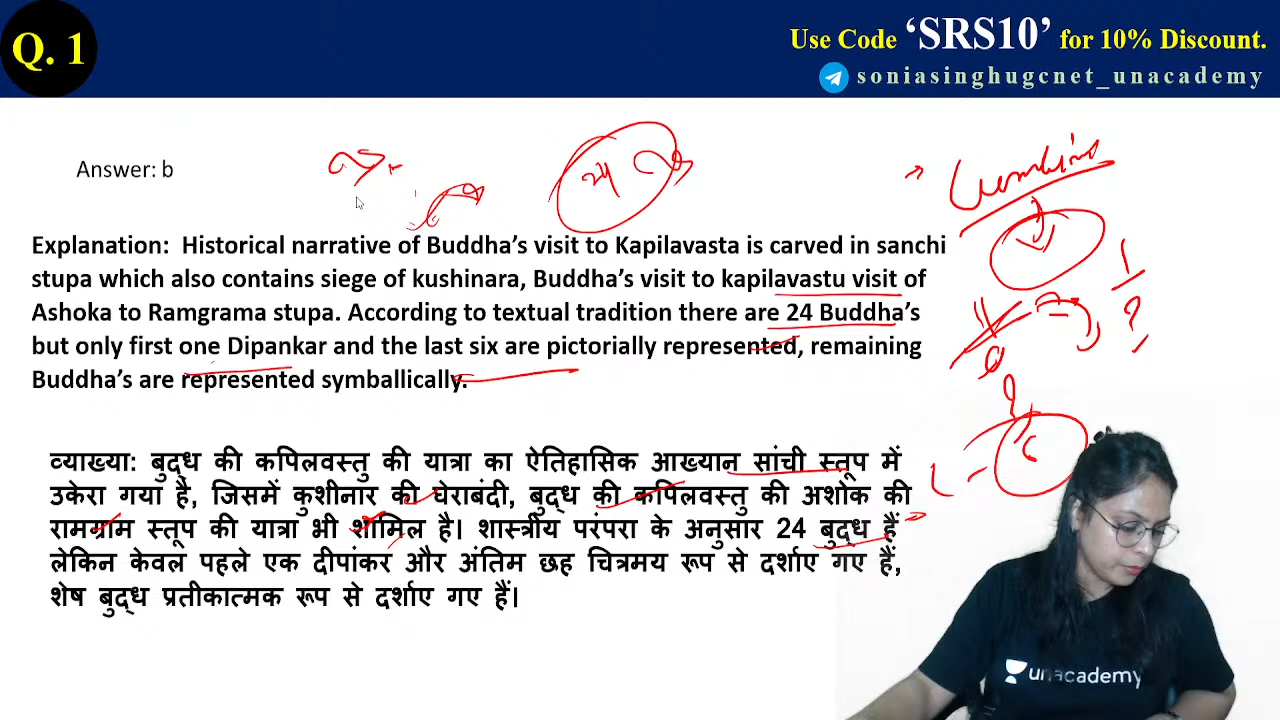 Q. 1
Use Code ‘SRS10’ for 10% Discount.
soniasinghugcnet_unacademy
Answer: b
24
Explanation: Historical narrative of Buddha’s visit to Kapilavasta is carved in sanchi
stupa which also contains siege of kushinara, Buddha’s visit to kapilavastu visit of
Ashoka to Ramgrama stupa. According to textual tradition there are 24 Buddha’s
but only first one Dipankar and the last six are pictorially represented, remaining
Buddha’s are represented symballically.
व्याख्या: बुद्ध की कपिलवस्तु की यात्रा का ऐतिहासिक आख्यान सांची स्तूप में
उकेरा गया है, जिसमें कुशीनार की घेराबंदी, बुद्ध की कपिलवस्तु की अशोक की
रामग्राम स्तूप की यात्रा भी शामिल है। शास्त्रीय परंपरा के अनुसार 24 बुद्ध हैं
लेकिन केवल पहले एक दीपांकर और अंतिम छह चित्रमय रूप से दर्शाए गए हैं,
शेष बुद्ध प्रतीकात्मक रूप से दर्शाए गए हैं।
unacademy